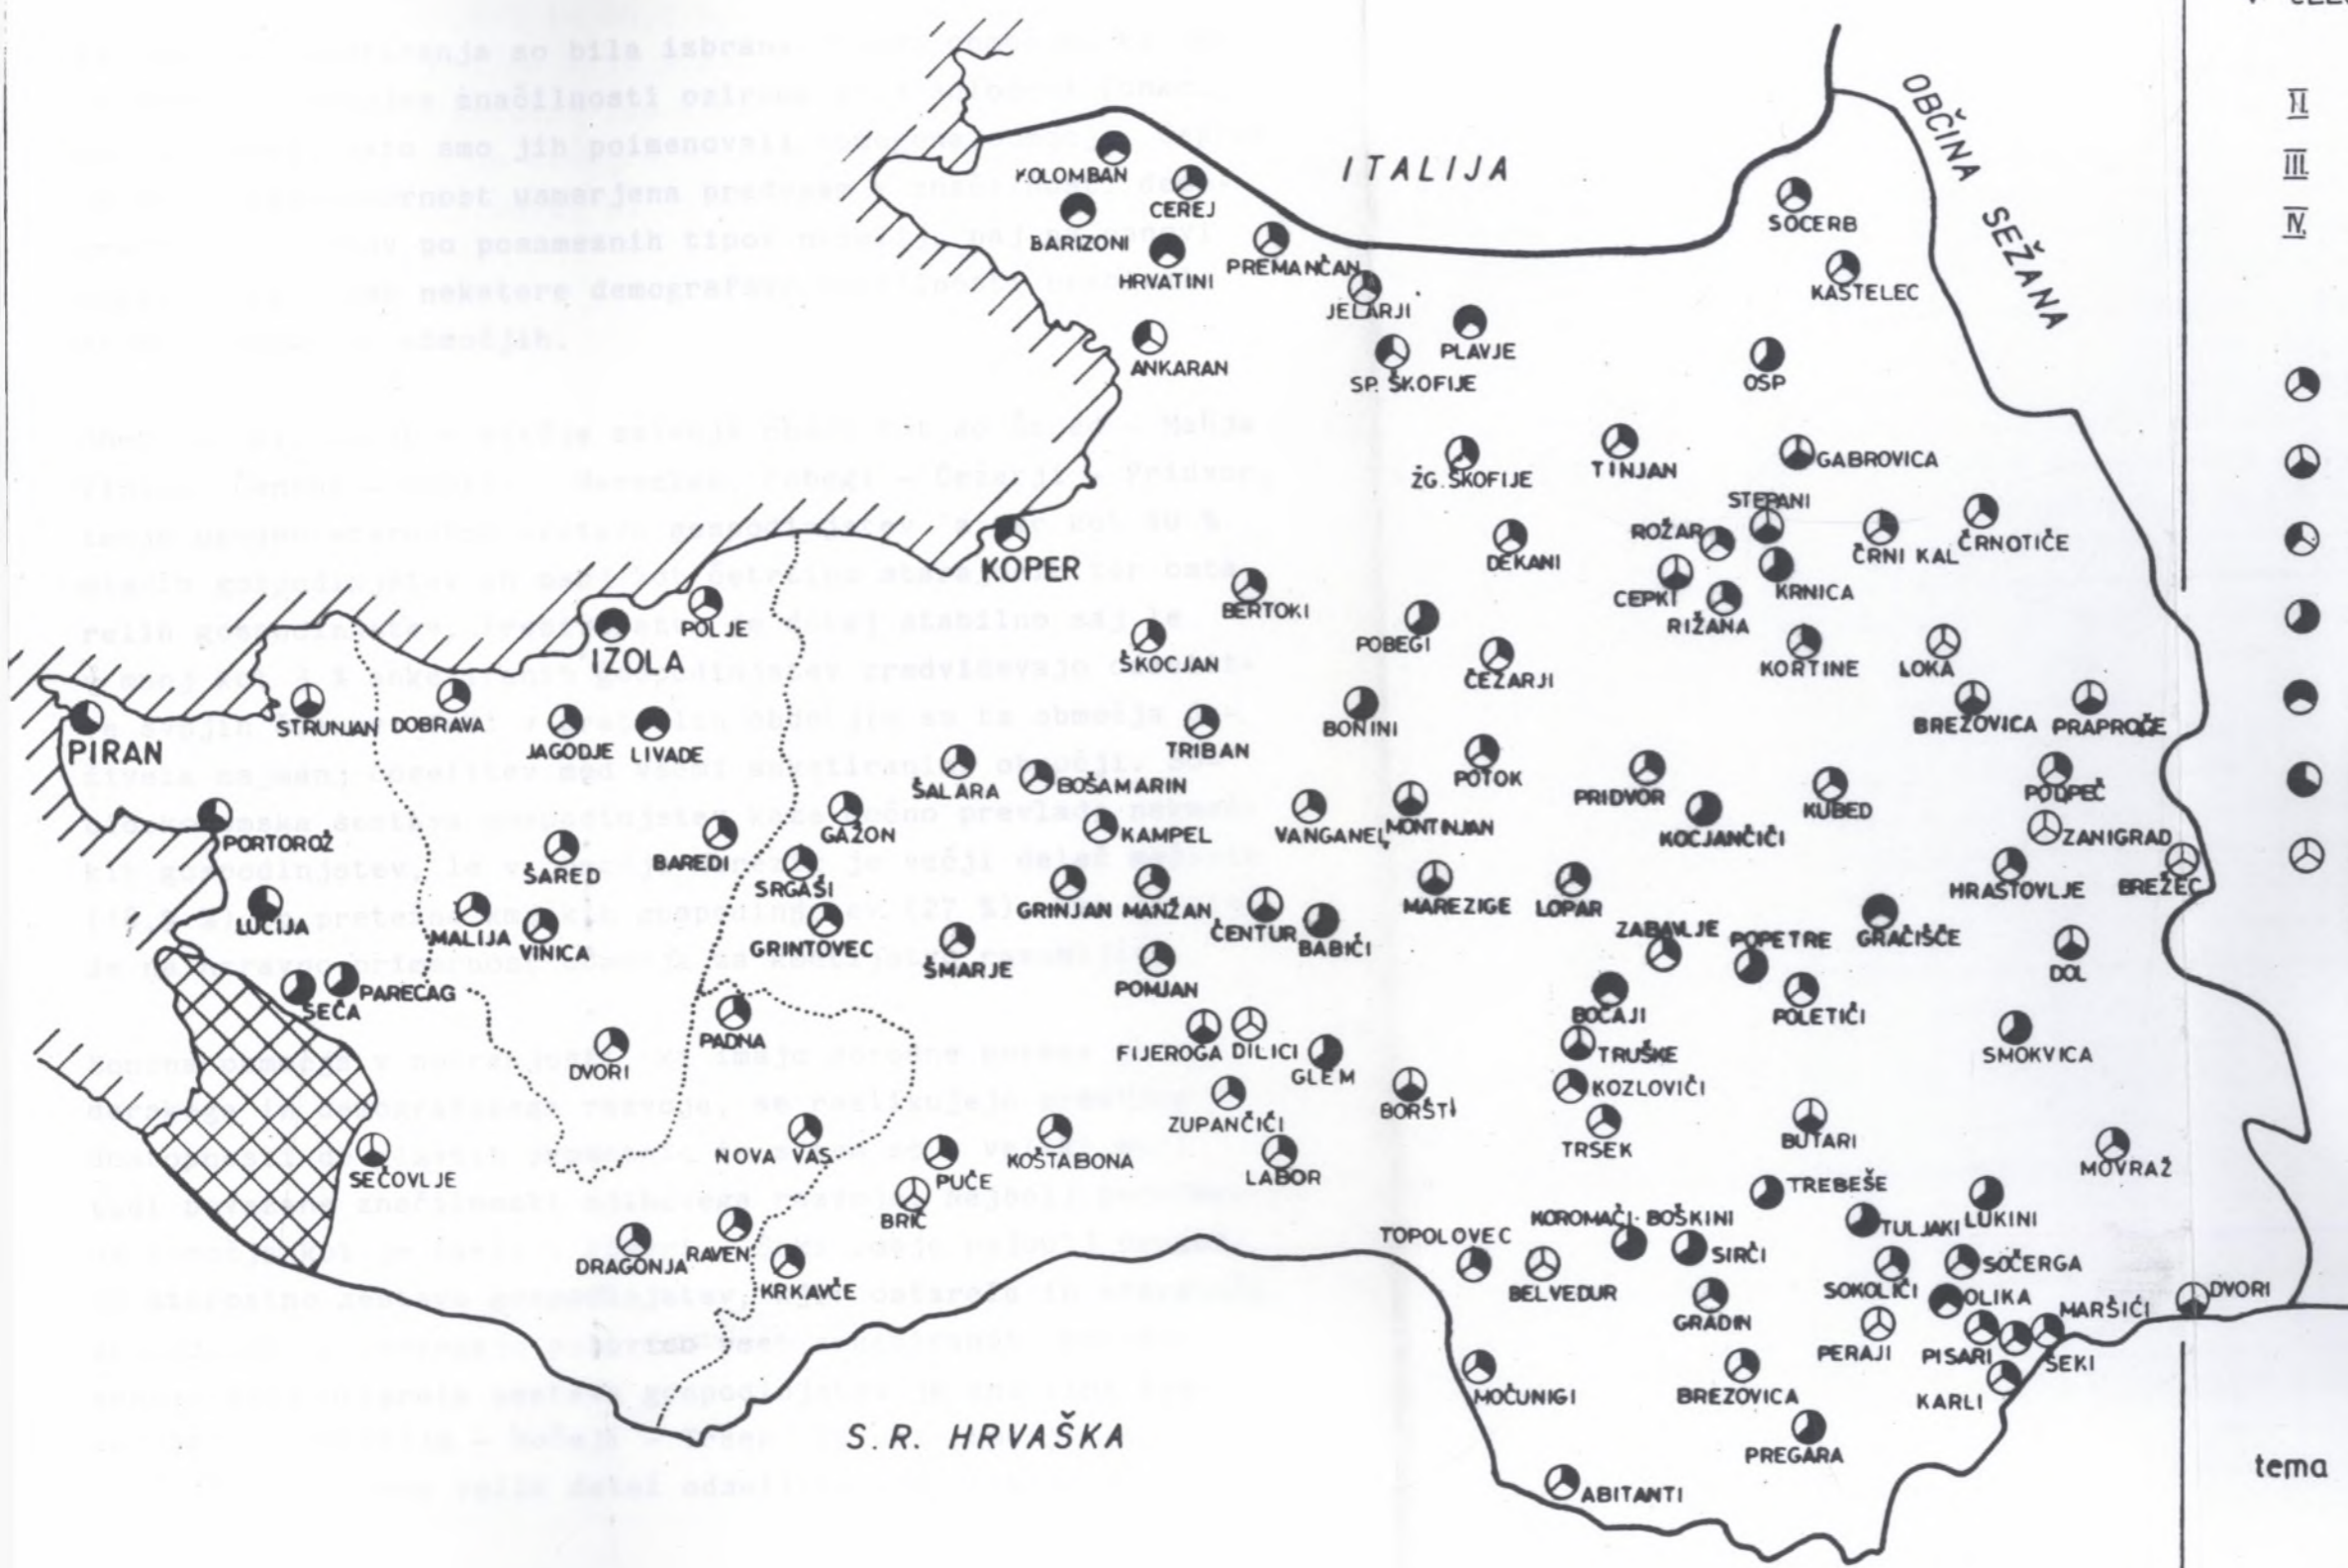 II.
III.
IV.
OBČINA SEŽANA
ITALIJA
KOLOMBAN
CEREJ
BARIZONI
HRVATINI
PREMANČAN
JELARJI
ANKARAN
PLAVJE
SP. ŠKOFIJE
SOCERB
KASTELEC
OSP
ZG. ŠKOFIJE
TINJAN
GABROVICA
STEPANI
ROŽAR
ČRNI KAL
ČRNOTIČE
DEKANI
CEPKI
KRNICA
RIŽANA
KORTINE
LOKA
KOPER
BERTOKI
POBEGI
ČEŽARJI
ŠKOCJAN
POLJE
IZOLA
PIRAN
STRUNJAN
DOBRAVA
JAGODJE
LIVADE
TRIBAN
BONINI
BREZOVICA
PRAPROČE
ŠALARA
BOŠAMARIN
POTOK
PRIDVOR
KUBED
PODPEČ
PORTOROŽ
GAŽON
KAMPEL
VANGANEL
MONTINJAN
KOCJANČIČI
ZANIGRAD
ŠARED
BAREDI
SRGAŠI
GRINJAN
MANŽAN
MAREZIGE
LOPAR
HRASTOVLJE
BREŽEC
LUCIJA
MALIJA
VINICA
GRINTOVEC
ŠMARJE
ČENTUR
BABIČI
ZABAVLJE
POPETRE
GRAČIŠČE
DOL
SEČA
PARECAG
POMJAN
BOČAJI
POLETIČI
PADNA
DVORI
FIJEROGA
DILICI
GLEM
TRUŠKE
SMOKVICA
KOZLOVIČI
ZUPANČIČI
BORŠT
TRSEK
BUTARI
MOVRAŽ
SEČOVLJE
NOVA VAS
PUČE
KOŠTABONA
LABOR
BRIČ
TREBEŠE
TULJAKI
LUKINI
TOPOLOVEC
KOROMAČI-BOŠKINI
SIRČI
DRAGONJA
RAVEN
KRKAVČE
BELVEDUR
GRADIN
SOKOLIČI
SOČERGA
OLIKA
MARŠIĆI
DVORI
PERAJI
PISARI
ŠEKI
KARLI
MOČUNIGI
BREZOVICA
PREGARA
ABITANTI
S.R. HRVAŠKA
tema